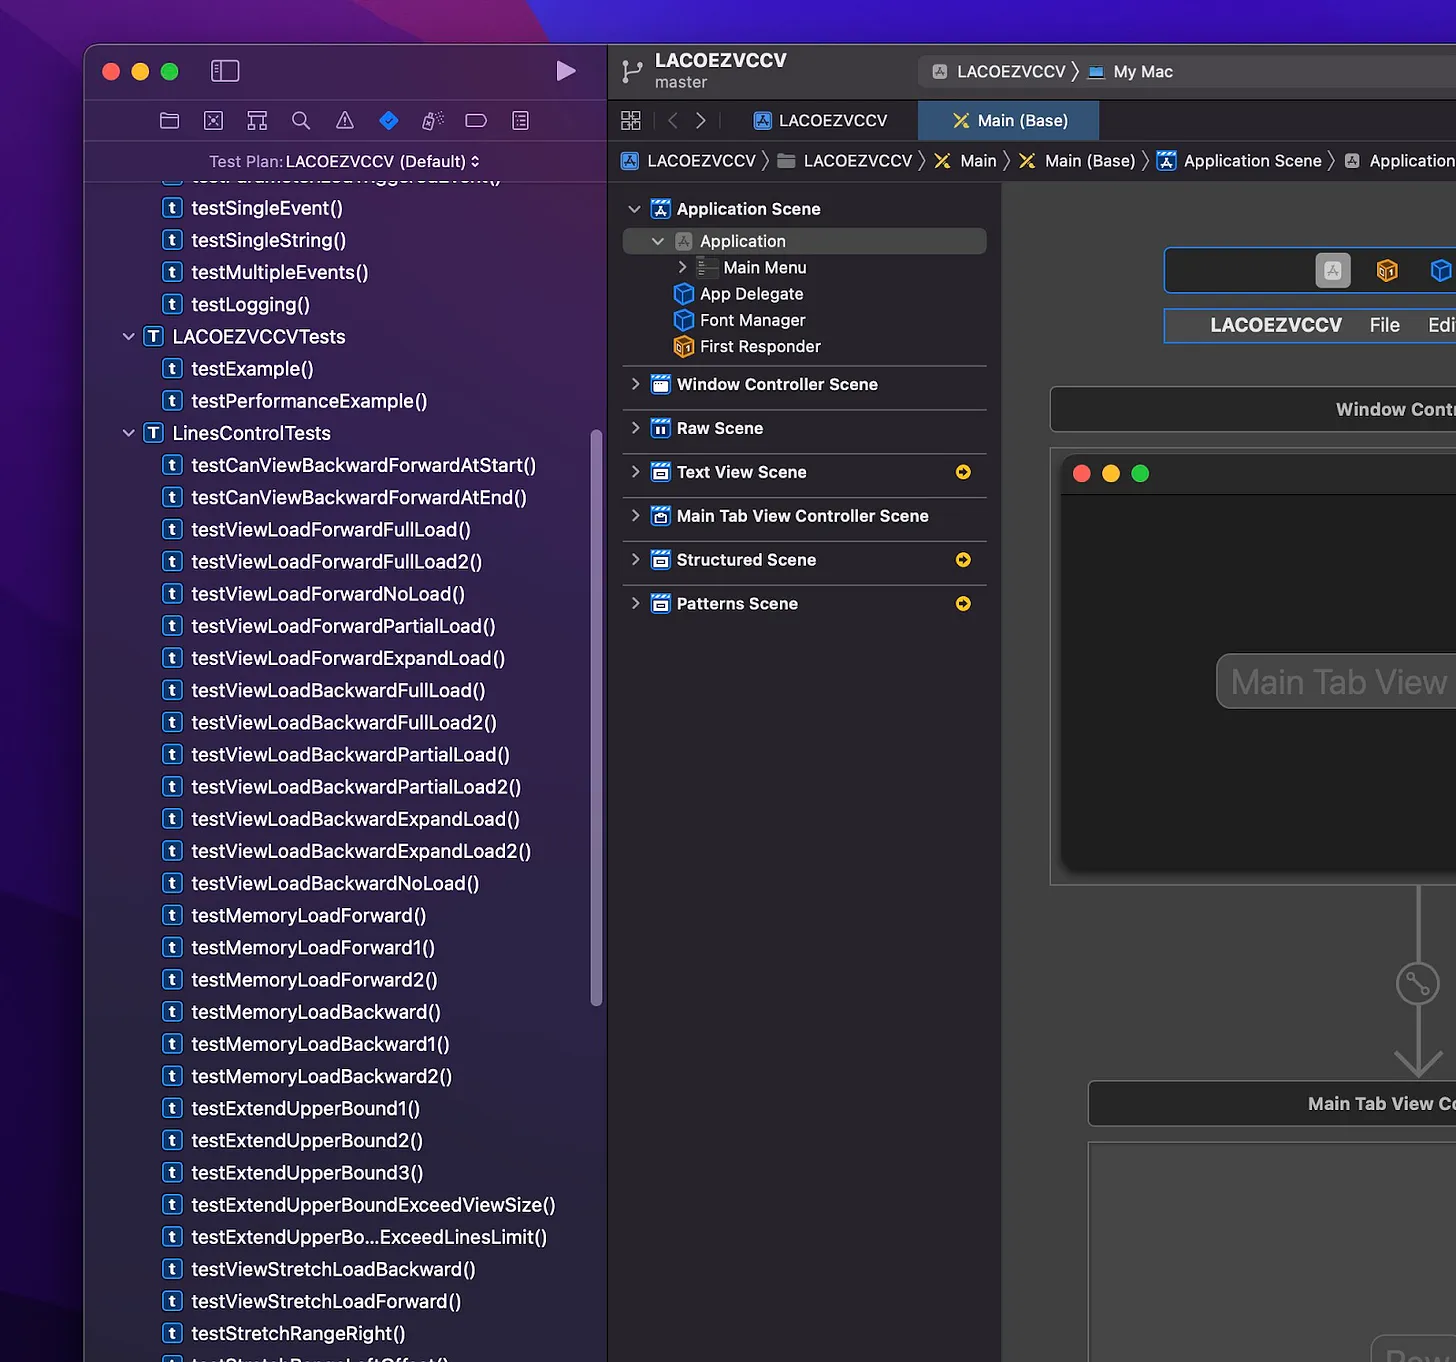 LACOEZVCCV
master
LACOEZVCCV
My Mac
LACOEZVCCV
Main (Base)
Test Plan: LACOEZVCCV (Default)
LACOEZVCCV
LACOEZVCCV
Main
Main (Base)
Application Scene
Application
testSingleEvent()
testSingleString()
testMultipleEvents()
testLogging()
LACOEZVCCVTests
testExample()
testPerformanceExample()
LinesControlTests
testCanViewBackwardForwardAtStart()
testCanViewBackwardForwardAtEnd()
testViewLoadForwardFullLoad()
testViewLoadForwardFullLoad2()
testViewLoadForwardNoLoad()
testViewLoadForwardPartialLoad()
testViewLoadForwardExpandLoad()
testViewLoadBackwardFullLoad()
testViewLoadBackwardFullLoad2()
testViewLoadBackwardPartialLoad()
testViewLoadBackwardPartialLoad2()
testViewLoadBackwardExpandLoad()
testViewLoadBackwardExpandLoad2()
testViewLoadBackwardNoLoad()
testMemoryLoadForward()
testMemoryLoadForward1()
testMemoryLoadForward2()
testMemoryLoadBackward()
testMemoryLoadBackward1()
testMemoryLoadBackward2()
testExtendUpperBound1()
testExtendUpperBound2()
testExtendUpperBound3()
testExtendUpperBoundExceedViewSize()
testExtendUpperBo...ExceedLinesLimit()
testViewStretchLoadBackward()
testViewStretchLoadForward()
testStretchRangeRight()
Application Scene
Application
Main Menu
App Delegate
Font Manager
First Responder
Window Controller Scene
Raw Scene
Text View Scene
Main Tab View Controller Scene
Structured Scene
Patterns Scene
LACOEZVCCV
File
Edi
Window Contr
Main Tab View
Main Tab View Co